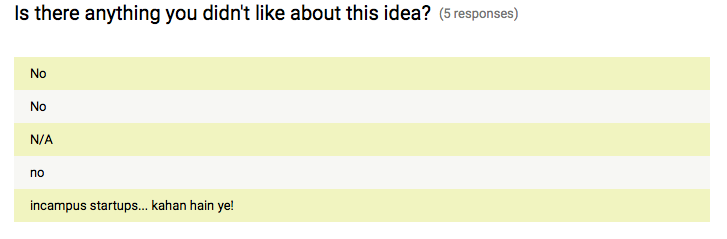 Is there anything you didn't like about this idea? (5 responses)
No
No
N/A
no
incampus startups... kahan hain ye!